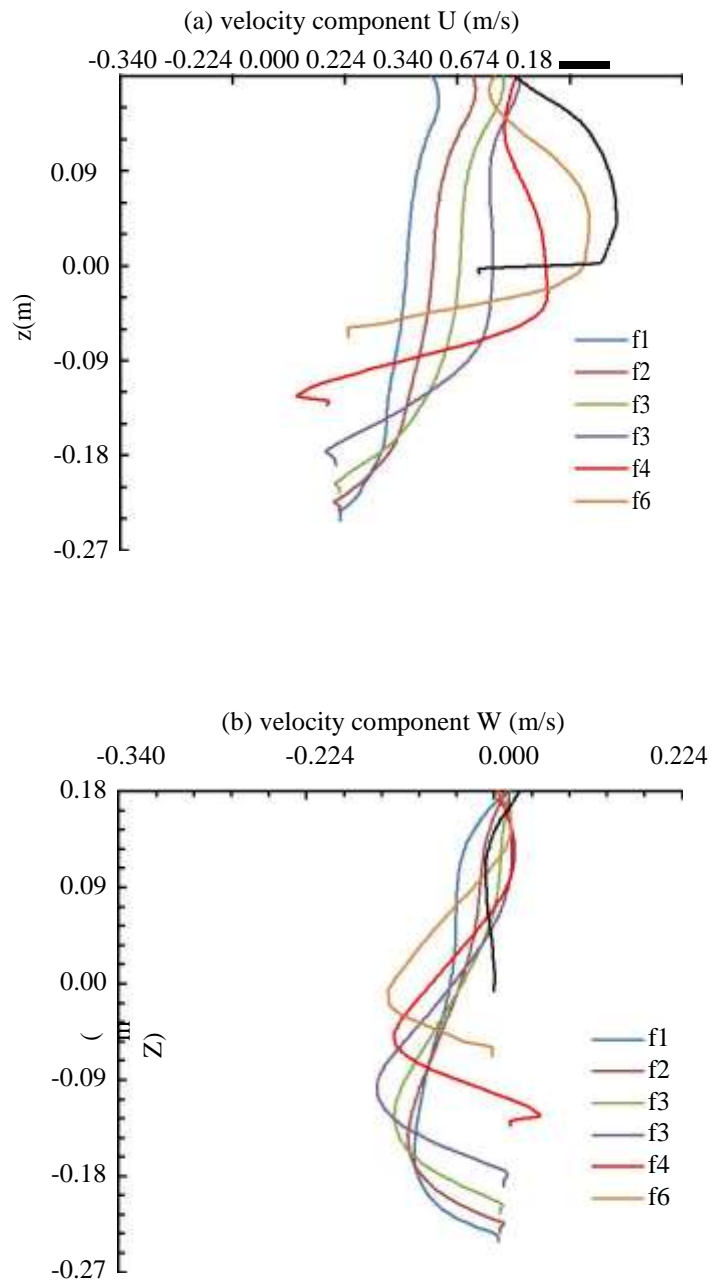 (a) velocity component U (m/s)
-0.340 -0.224 0.000 0.224 0.340 0.674 0.18
0.09
0.00
z(m)
-0.09
-0.18
-0.27
f1
f2
f3
f3
f4
f6
(b) velocity component W (m/s)
-0.340 -0.224 0.000 0.224
0.18
0.09
0.00
( m
Z)
-0.09
-0.18
-0.27
f1
f2
f3
f3
f4
f6